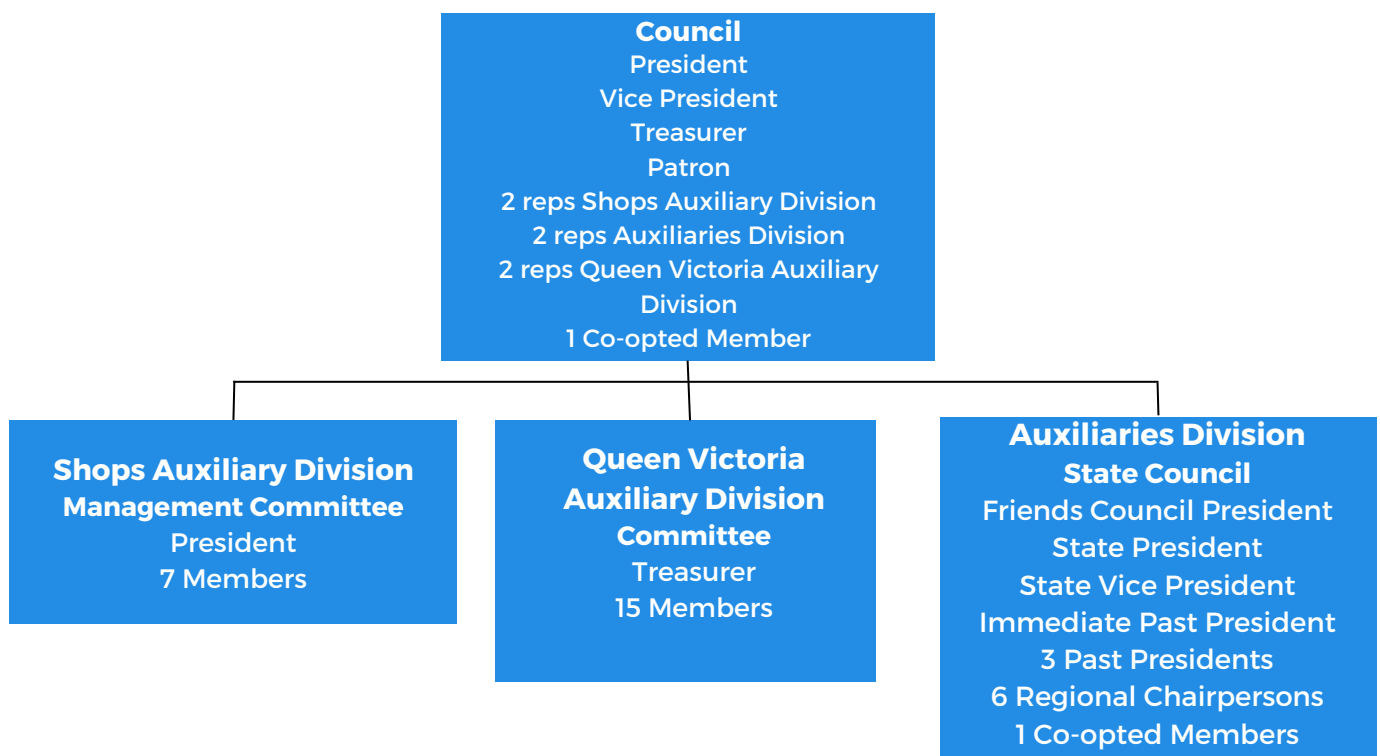 Council
President
Vice President
Treasurer
Patron
2 reps Shops Auxiliary Division
2 reps Auxiliaries Division
2 reps Queen Victoria Auxiliary
Division
1 Co-opted Member
Shops Auxiliary Division
Management Committee
President
7 Members
Queen Victoria
Auxiliary Division
Committee
Treasurer
15 Members
Auxiliaries Division
State Council
Friends Council President
State President
State Vice President
Immediate Past President
3 Past Presidents
6 Regional Chairpersons
1 Co-opted Members